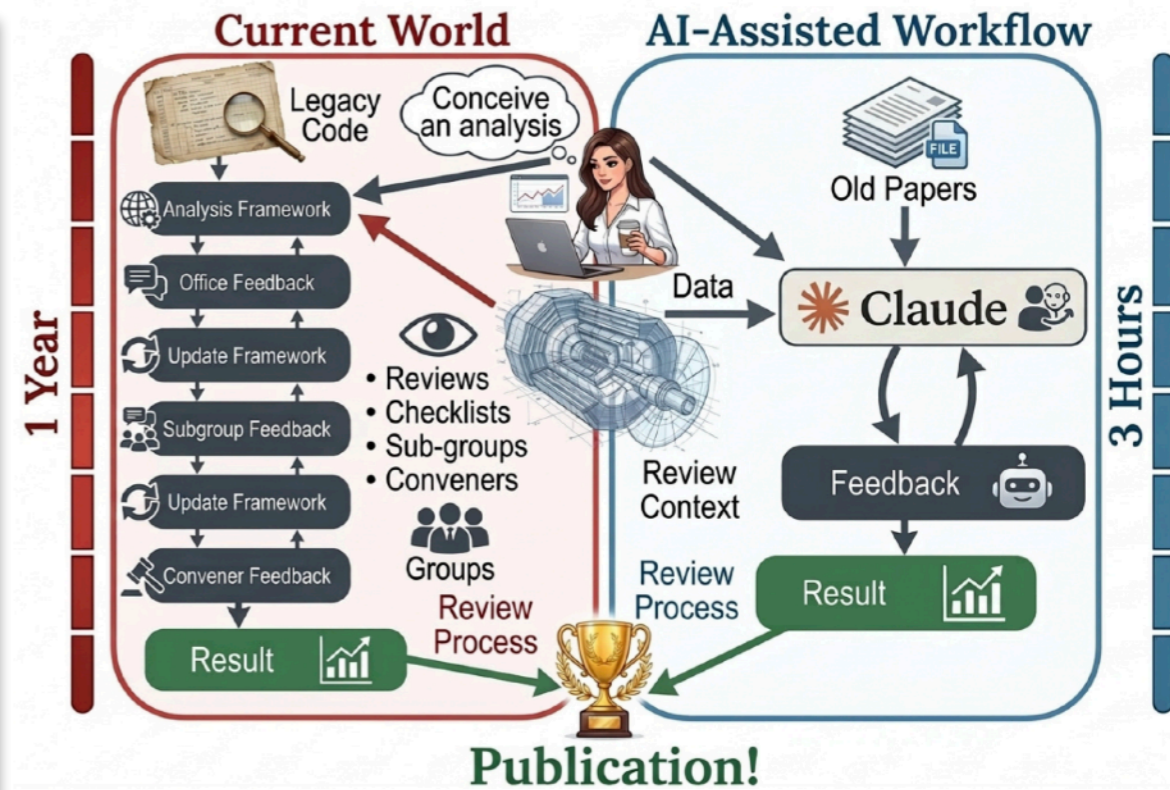 Current World
AI-Assisted Workflow
Legacy
Code
Conceive
an analysis
Analysis Framework
Office Feedback
Update Framework
Subgroup Feedback
Update Framework
Convener Feedback
Result
1 Year
• Reviews
• Checklists
• Sub-groups
• Conveners
Groups
Review
Process
FILE
Old Papers
Data
Claude
Review
Context
Feedback
Review
Process
Result
3 Hours
Publication!